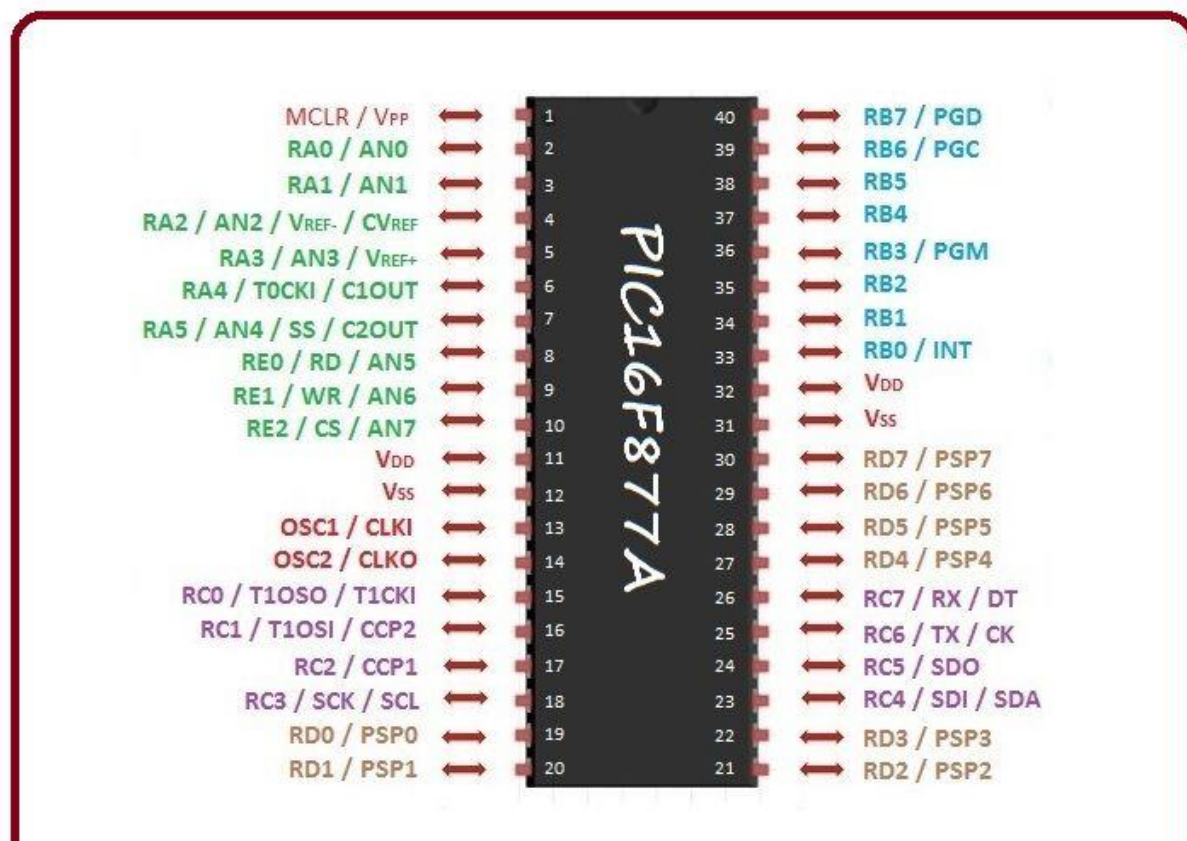 MCLR / VPP 1 40 RB7 / PGD
RA0 / AN0 2 39 RB6 / PGC
RA1 / AN1 3 38 RB5
RA2 / AN2 / VREF- / CVREF 4 37 RB4
RA3 / AN3 / VREF+ 5 36 RB3 / PGM
RA4 / T0CKI / C1OUT 6 35 RB2
RA5 / AN4 / SS / C2OUT 7 34 RB1
RE0 / RD / AN5 8 33 RB0 / INT
RE1 / WR / AN6 9 32 VDD
RE2 / CS / AN7 10 31 VSS
VDD 11 30 RD7 / PSP7
VSS 12 29 RD6 / PSP6
OSC1 / CLKI 13 28 RD5 / PSP5
OSC2 / CLKO 14 27 RD4 / PSP4
RC0 / T1OSO / T1CKI 15 26 RC7 / RX / DT
RC1 / T1OSI / CCP2 16 25 RC6 / TX / CK
RC2 / CCP1 17 24 RC5 / SDO
RC3 / SCK / SCL 18 23 RC4 / SDI / SDA
RD0 / PSP0 19 22 RD3 / PSP3
RD1 / PSP1 20 21 RD2 / PSP2
PIC16F877A